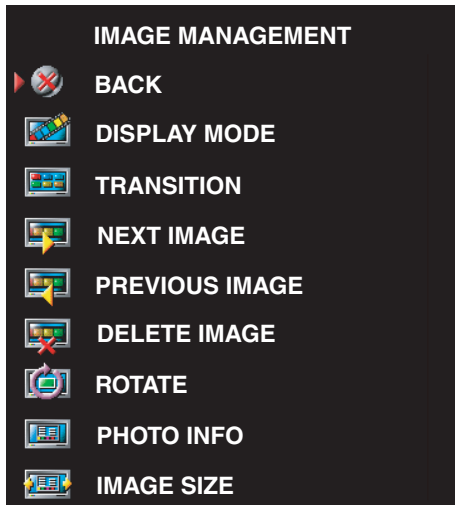 IMAGE MANAGEMENT
BACK
DISPLAY MODE
TRANSITION
NEXT IMAGE
PREVIOUS IMAGE
DELETE IMAGE
ROTATE
PHOTO INFO
IMAGE SIZE